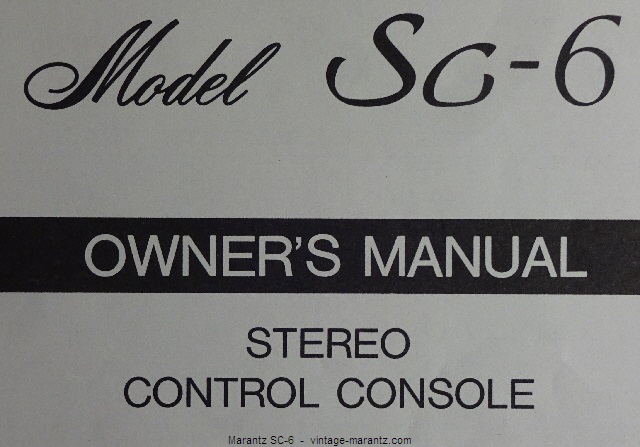 Model SC-6
OWNER'S MANUAL
STEREO
CONTROL CONSOLE
Marantz SC-6 - vintage-marantz.com